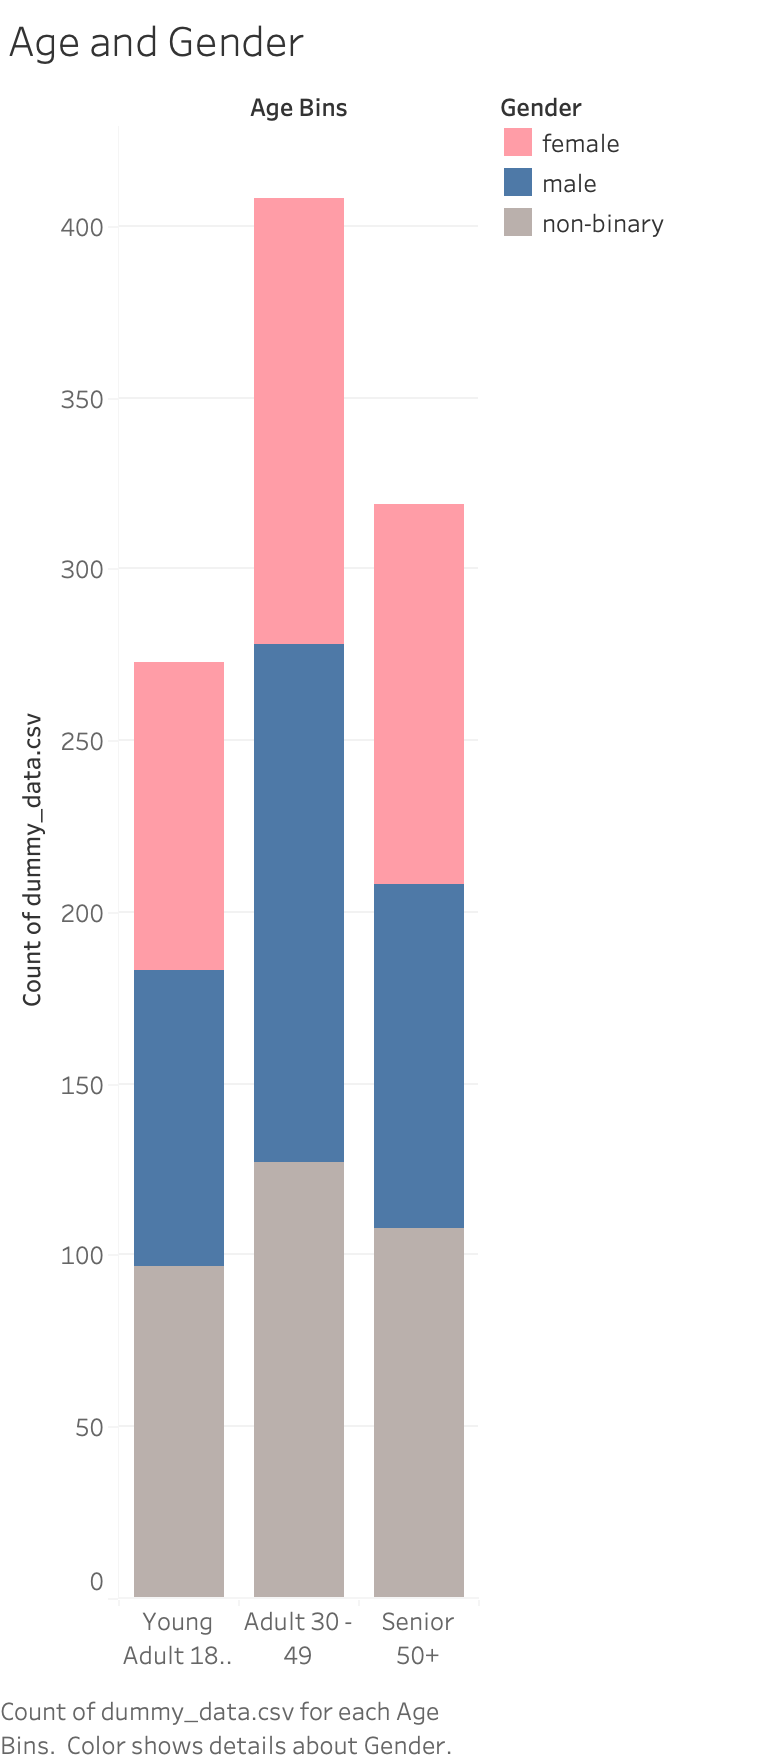 Age and Gender
Age Bins
Gender
female
male
non-binary
400
350
300
250
200
150
100
50
0
Count of dummy_data.csv
Young
Adult 18..
Adult 30 -
49
Senior
50+
Count of dummy_data.csv for each Age
Bins.  Color shows details about Gender.